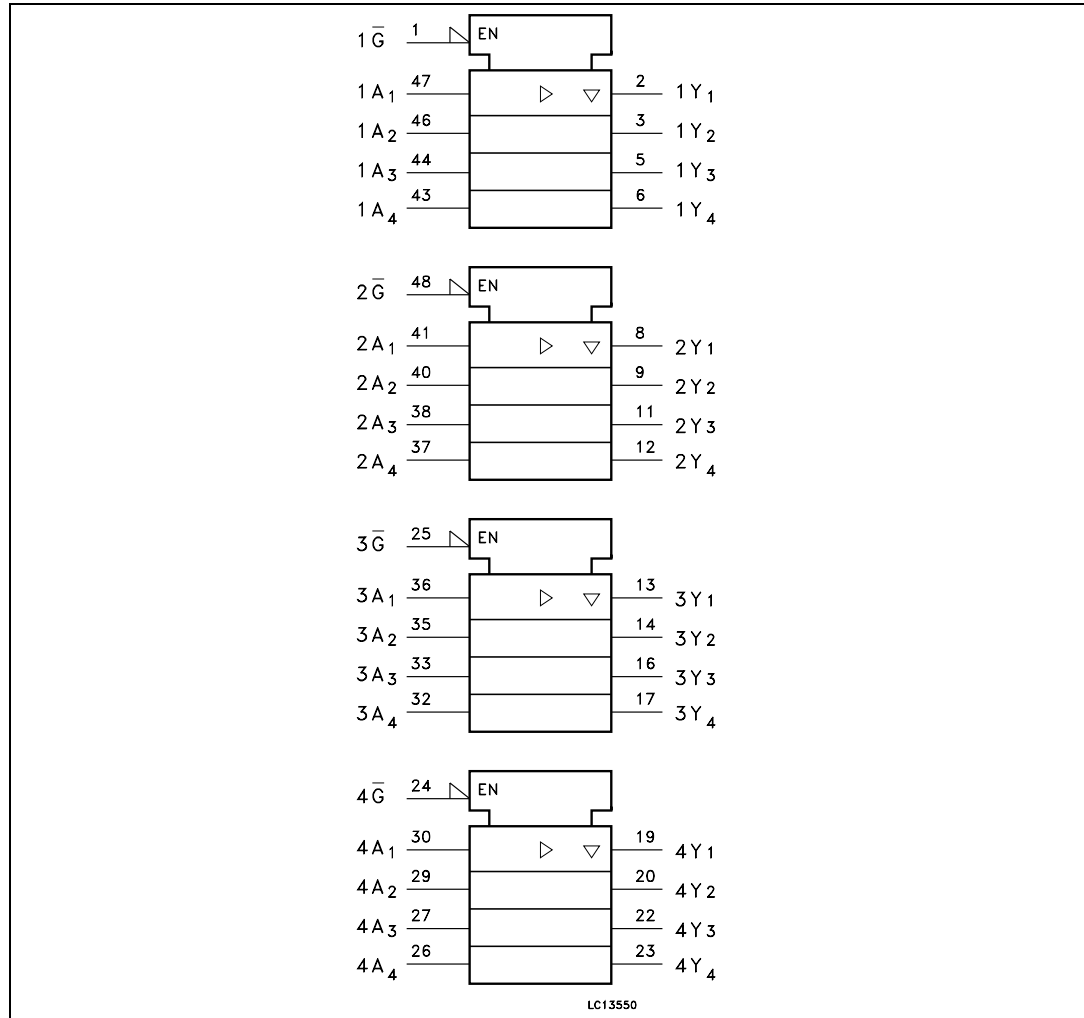 1G̅ 1 EN
1A₁ 47 2 1Y₁
1A₂ 46 3 1Y₂
1A₃ 44 5 1Y₃
1A₄ 43 6 1Y₄
2G̅ 48 EN
2A₁ 41 8 2Y₁
2A₂ 40 9 2Y₂
2A₃ 38 11 2Y₃
2A₄ 37 12 2Y₄
3G̅ 25 EN
3A₁ 36 13 3Y₁
3A₂ 35 14 3Y₂
3A₃ 33 16 3Y₃
3A₄ 32 17 3Y₄
4G̅ 24 EN
4A₁ 30 19 4Y₁
4A₂ 29 20 4Y₂
4A₃ 27 22 4Y₃
4A₄ 26 23 4Y₄
LC13550